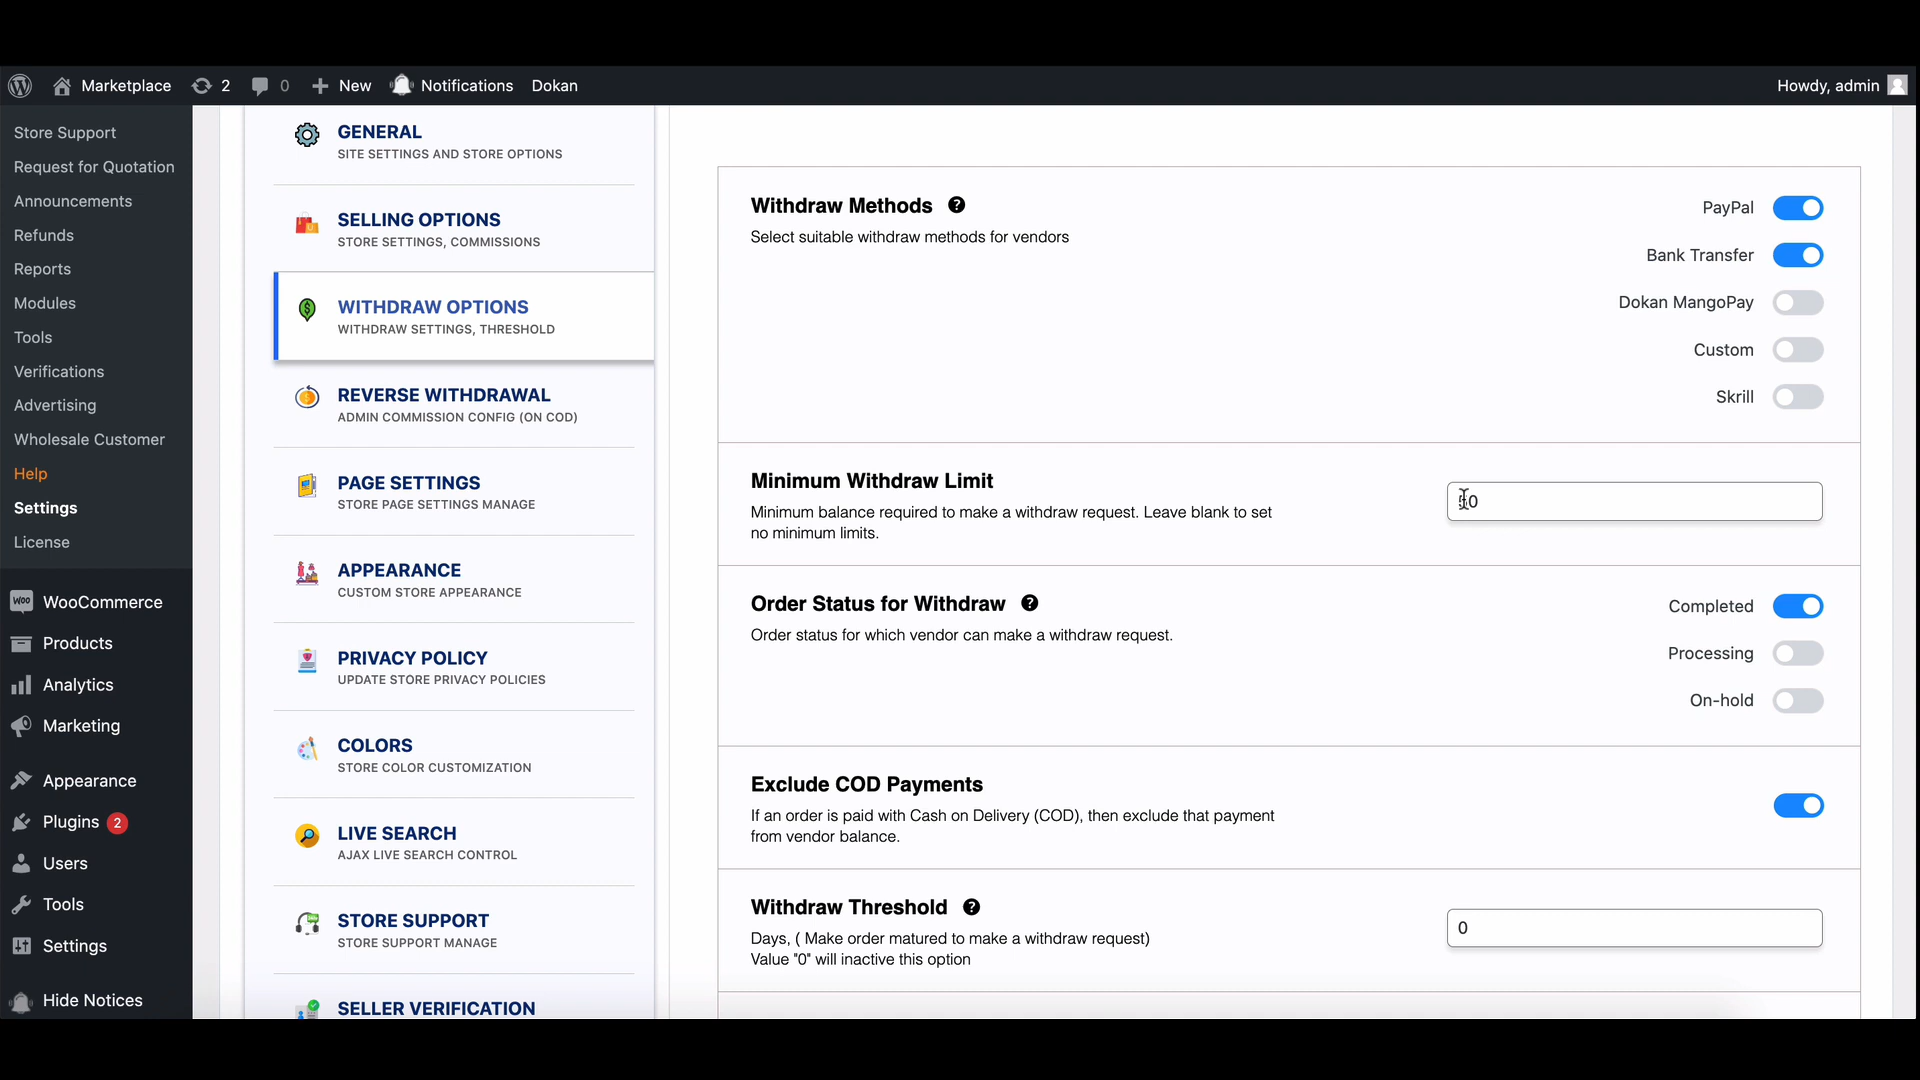 Marketplace 2 0 New Notifications Dokan Howdy, admin
Store Support
Request for Quotation
Announcements
Refunds
Reports
Modules
Tools
Verifications
Advertising
Wholesale Customer
Help
Settings
License
WooCommerce
Products
Analytics
Marketing
Appearance
Plugins 2
Users
Tools
Settings
Hide Notices
GENERAL
SITE SETTINGS AND STORE OPTIONS
SELLING OPTIONS
STORE SETTINGS, COMMISSIONS
WITHDRAW OPTIONS
WITHDRAW SETTINGS, THRESHOLD
REVERSE WITHDRAWAL
ADMIN COMMISSION CONFIG (ON COD)
PAGE SETTINGS
STORE PAGE SETTINGS MANAGE
APPEARANCE
CUSTOM STORE APPEARANCE
PRIVACY POLICY
UPDATE STORE PRIVACY POLICIES
COLORS
STORE COLOR CUSTOMIZATION
LIVE SEARCH
AJAX LIVE SEARCH CONTROL
STORE SUPPORT
STORE SUPPORT MANAGE
SELLER VERIFICATION
Withdraw Methods
Select suitable withdraw methods for vendors
PayPal
Bank Transfer
Dokan MangoPay
Custom
Skrill
Minimum Withdraw Limit
Minimum balance required to make a withdraw request. Leave blank to set
no minimum limits.
Order Status for Withdraw
Order status for which vendor can make a withdraw request.
Completed
Processing
On-hold
Exclude COD Payments
If an order is paid with Cash on Delivery (COD), then exclude that payment
from vendor balance.
Withdraw Threshold
Days, ( Make order matured to make a withdraw request)
Value "0" will inactive this option
0